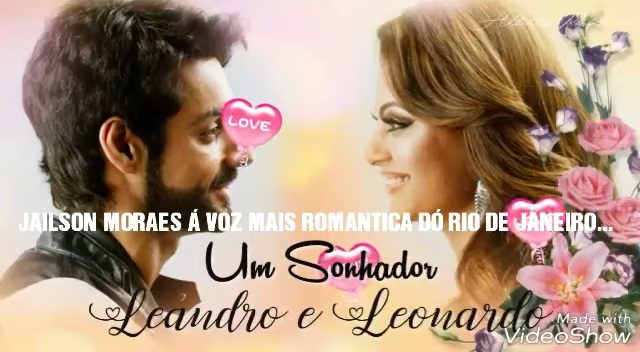 LOVE
JAILSON MORAES Á VOZ MAIS ROMANTICA DÓ RIO DE JANEIRO...
Um Sonhador
Leandro e Leonardo
Made with
VideoShow